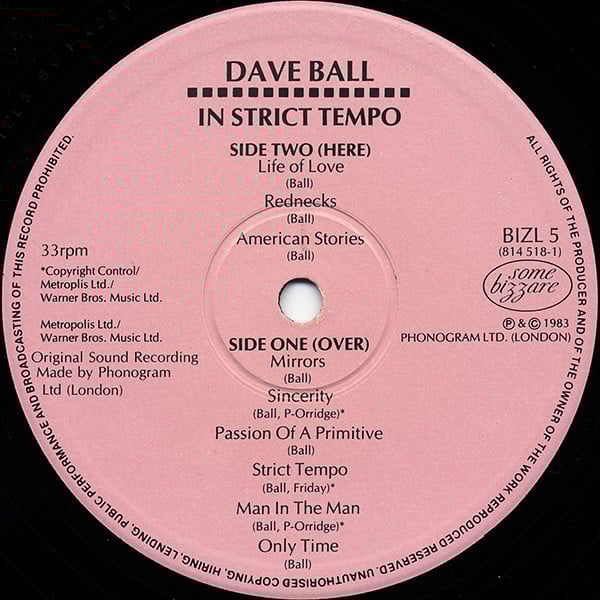 DAVE BALL
IN STRICT TEMPO
SIDE TWO (HERE)
Life of Love
(Ball)
Rednecks
(Ball)
American Stories
(Ball)
33rpm
*Copyright Control/
Metroplis Ltd./
Warner Bros. Music Ltd.
Metropolis Ltd./
Warner Bros. Music Ltd.
Original Sound Recording
Made by Phonogram
Ltd (London)
BIZL 5
(814 518-1)
some
bizzare
Ⓟ & © 1983
PHONOGRAM LTD. (LONDON)
SIDE ONE (OVER)
Mirrors
(Ball)
Sincerity
(Ball, P-Orridge)*
Passion Of A Primitive
(Ball)
Strict Tempo
(Ball, Friday)*
Man In The Man
(Ball, P-Orridge)*
Only Time
(Ball)
ALL RIGHTS OF THE PRODUCER AND OF THE OWNER OF THE WORK REPRODUCED RESERVED. UNAUTHORISED COPYING, HIRING, LENDING, PUBLIC PERFORMANCE AND BROADCASTING OF THIS RECORD PROHIBITED.